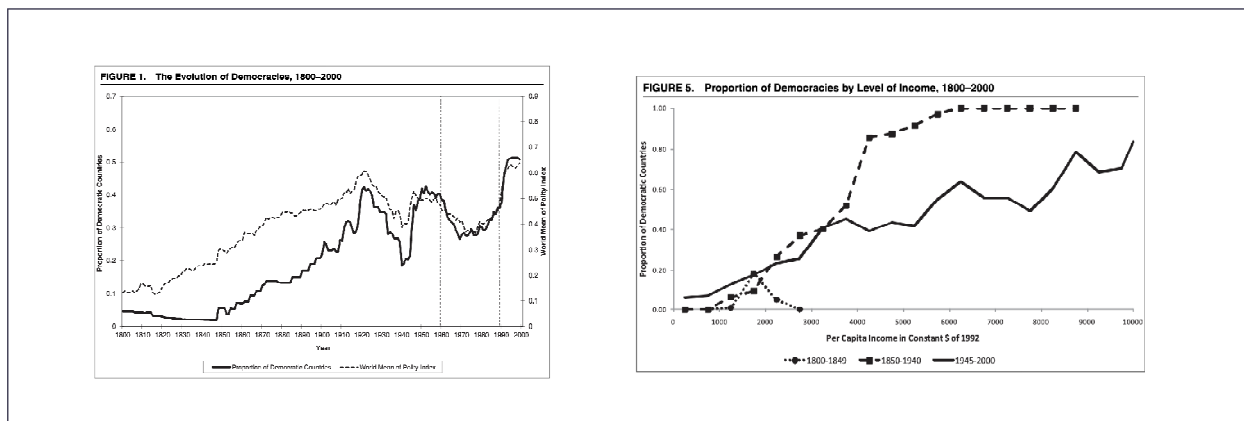 FIGURE 1. The Evolution of Democracies, 1800–2000
0.7
0.6
0.5
0.4
0.3
0.2
0.1
0
Proportion of Democratic Countries
0.9
0.8
0.7
0.6
0.5
0.4
0.3
0.2
0.1
0
World Mean of Polity Index
1800 1810 1820 1830 1840 1850 1860 1870 1880 1890 1900 1910 1920 1930 1940 1950 1960 1970 1980 1990 2000
Year
Proportion of Democratic Countries World Mean of Polity Index
FIGURE 5. Proportion of Democracies by Level of Income, 1800–2000
1.00
0.80
0.60
0.40
0.20
0.00
Proportion of Democratic Countries
0 1000 2000 3000 4000 5000 6000 7000 8000 9000 10000
Per Capita Income in Constant $ of 1992
1800-1849 1850-1940 1945-2000